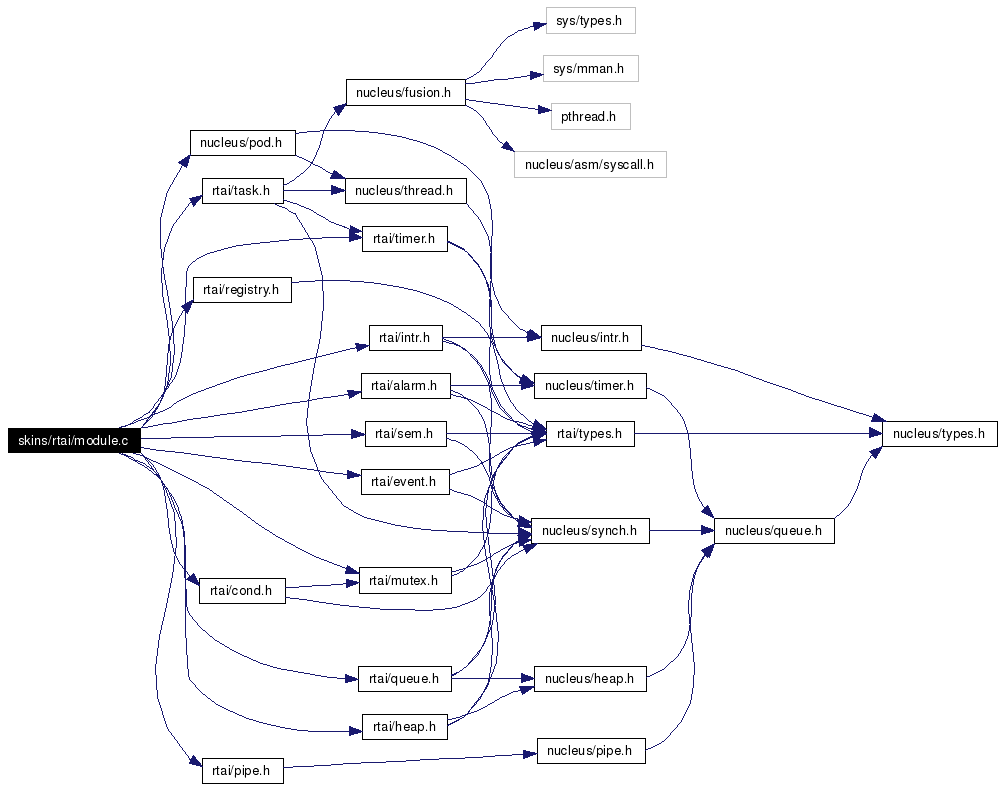 sys/types.h
sys/mman.h
nucleus/fusion.h
pthread.h
nucleus/pod.h
nucleus/asm/syscall.h
rtai/task.h
nucleus/thread.h
rtai/timer.h
rtai/registry.h
rtai/intr.h
nucleus/intr.h
rtai/alarm.h
nucleus/timer.h
skins/rtai/module.c
rtai/sem.h
rtai/types.h
nucleus/types.h
rtai/event.h
nucleus/synch.h
nucleus/queue.h
rtai/cond.h
rtai/mutex.h
rtai/queue.h
nucleus/heap.h
rtai/heap.h
nucleus/pipe.h
rtai/pipe.h